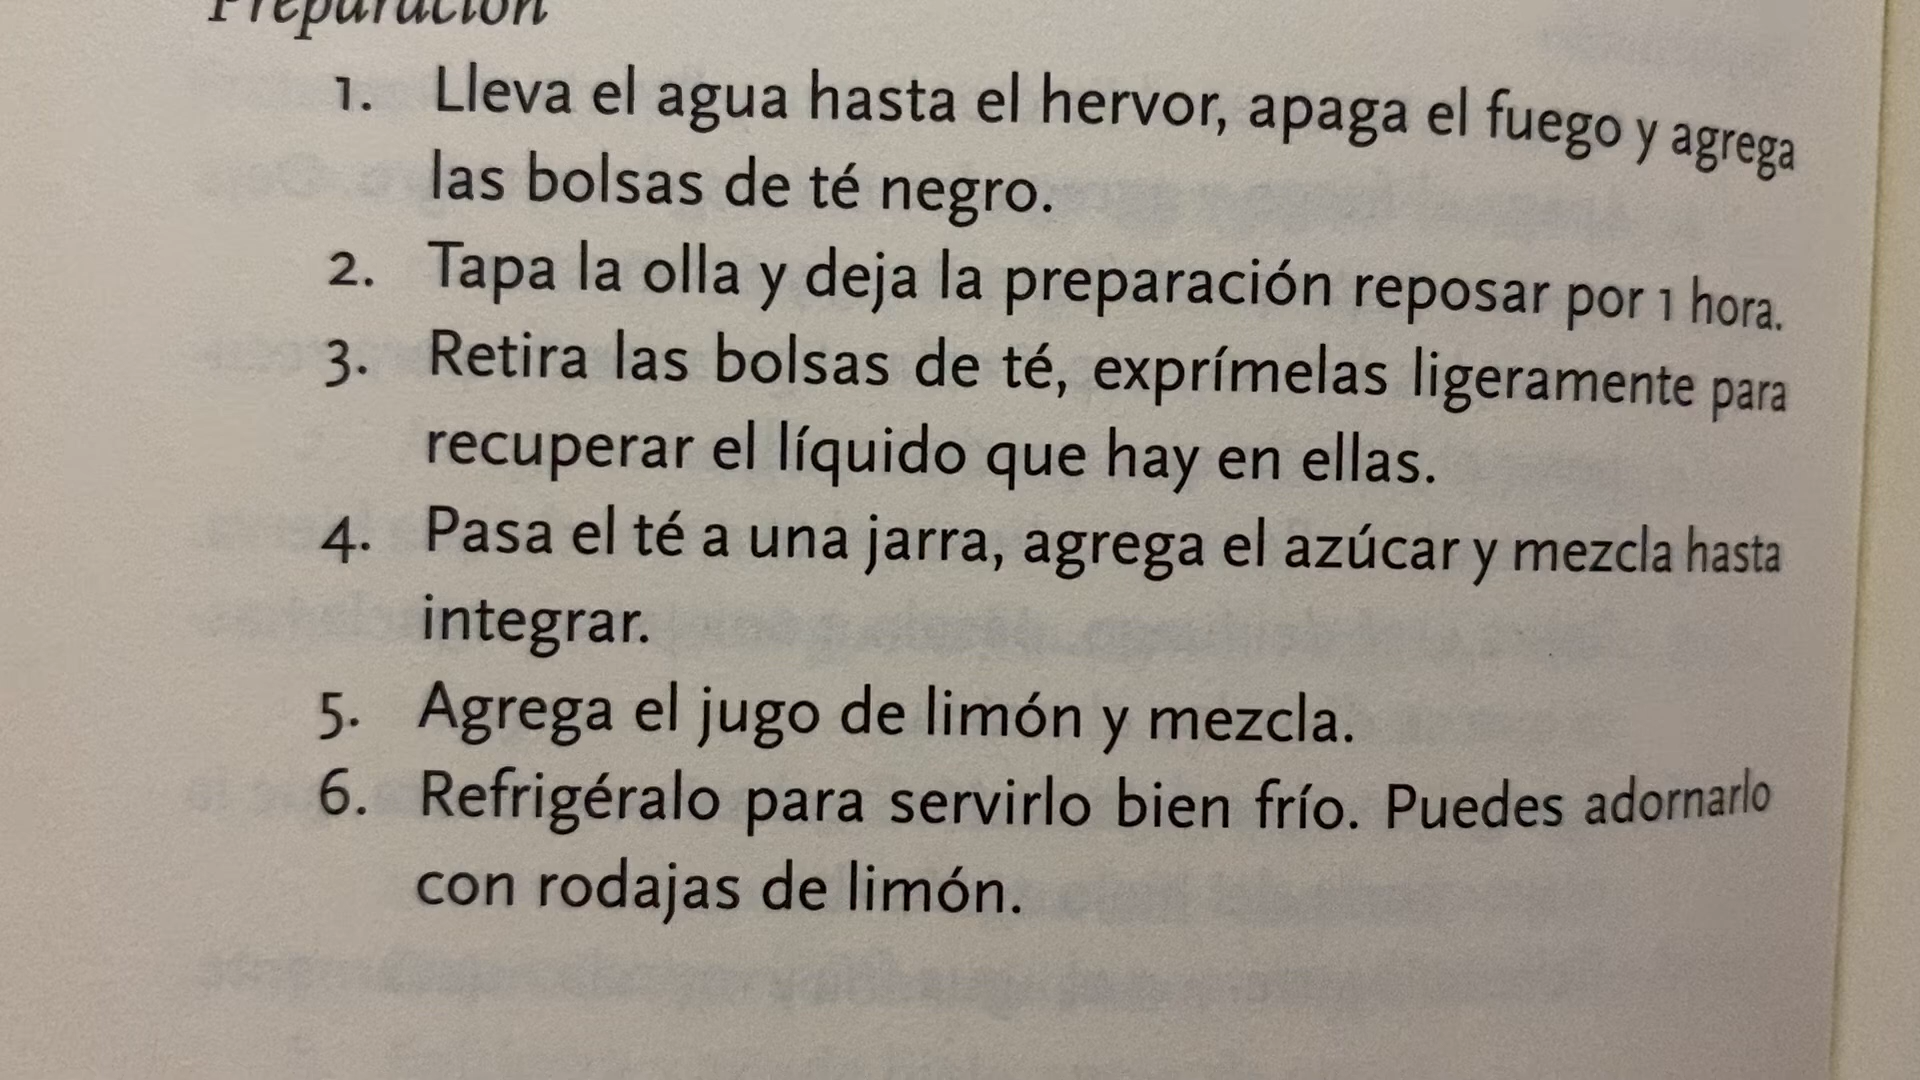 Preparación
1. Lleva el agua hasta el hervor, apaga el fuego y agrega
las bolsas de té negro.
2. Tapa la olla y deja la preparación reposar por 1 hora.
3. Retira las bolsas de té, exprímelas ligeramente para
recuperar el líquido que hay en ellas.
4. Pasa el té a una jarra, agrega el azúcar y mezcla hasta
integrar.
5. Agrega el jugo de limón y mezcla.
6. Refrigéralo para servirlo bien frío. Puedes adornarlo
con rodajas de limón.